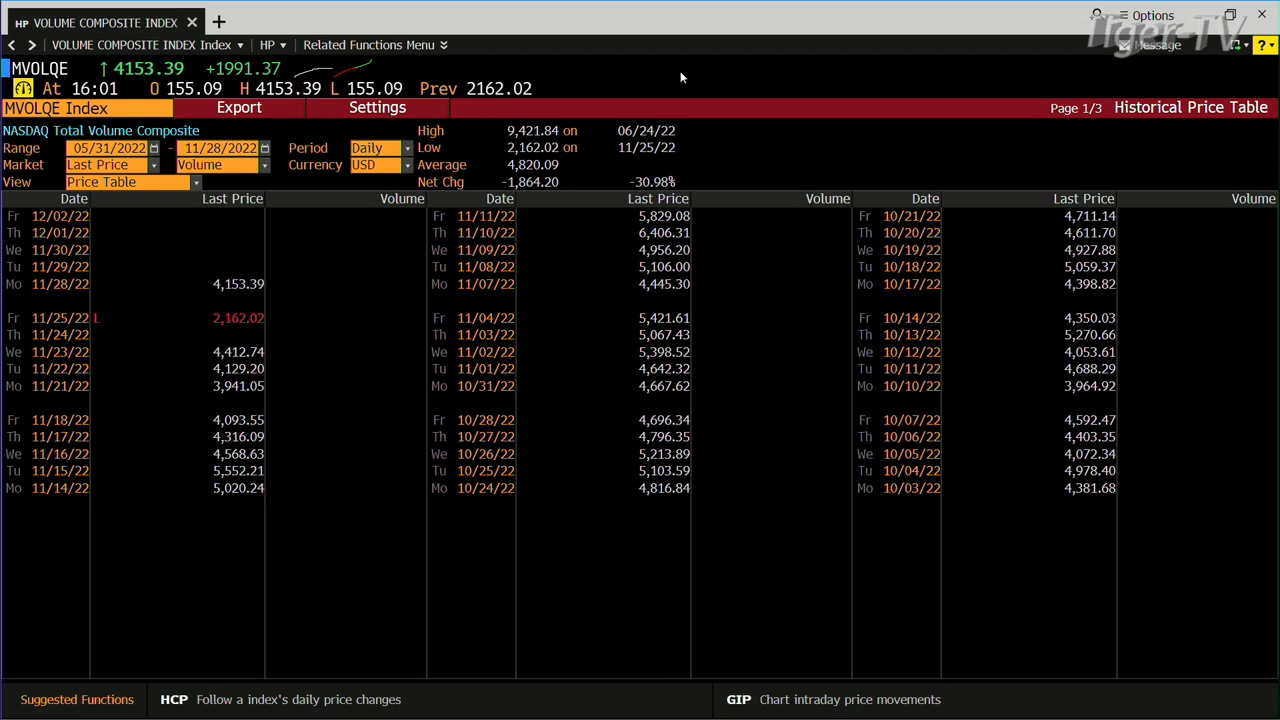 HP VOLUME COMPOSITE INDEX × +
Options
Tiger-TV
< > VOLUME COMPOSITE INDEX Index HP Related Functions Menu Message ?
MVOLQE ↑ 4153.39 +1991.37
At 16:01 O 155.09 H 4153.39 L 155.09 Prev 2162.02
MVOLQE Index Export Settings Page 1/3 Historical Price Table
NASDAQ Total Volume Composite High 9,421.84 on 06/24/22
Range 05/31/2022 - 11/28/2022 Period Daily Low 2,162.02 on 11/25/22
Market Last Price Volume Currency USD Average 4,820.09
View Price Table Net Chg -1,864.20 -30.98%
Date Last Price Volume Date Last Price Volume Date Last Price Volume
Fr 12/02/22 Fr 11/11/22 5,829.08 Fr 10/21/22 4,711.14
Th 12/01/22 Th 11/10/22 6,406.31 Th 10/20/22 4,611.70
We 11/30/22 We 11/09/22 4,956.20 We 10/19/22 4,927.88
Tu 11/29/22 Tu 11/08/22 5,106.00 Tu 10/18/22 5,059.37
Mo 11/28/22 4,153.39 Mo 11/07/22 4,445.30 Mo 10/17/22 4,398.82
Fr 11/25/22 L 2,162.02 Fr 11/04/22 5,421.61 Fr 10/14/22 4,350.03
Th 11/24/22 Th 11/03/22 5,067.43 Th 10/13/22 5,270.66
We 11/23/22 4,412.74 We 11/02/22 5,398.52 We 10/12/22 4,053.61
Tu 11/22/22 4,129.20 Tu 11/01/22 4,642.32 Tu 10/11/22 4,688.29
Mo 11/21/22 3,941.05 Mo 10/31/22 4,667.62 Mo 10/10/22 3,964.92
Fr 11/18/22 4,093.55 Fr 10/28/22 4,696.34 Fr 10/07/22 4,592.47
Th 11/17/22 4,316.09 Th 10/27/22 4,796.35 Th 10/06/22 4,403.35
We 11/16/22 4,568.63 We 10/26/22 5,213.89 We 10/05/22 4,072.34
Tu 11/15/22 5,552.21 Tu 10/25/22 5,103.59 Tu 10/04/22 4,978.40
Mo 11/14/22 5,020.24 Mo 10/24/22 4,816.84 Mo 10/03/22 4,381.68
Suggested Functions HCP Follow a index's daily price changes GIP Chart intraday price movements